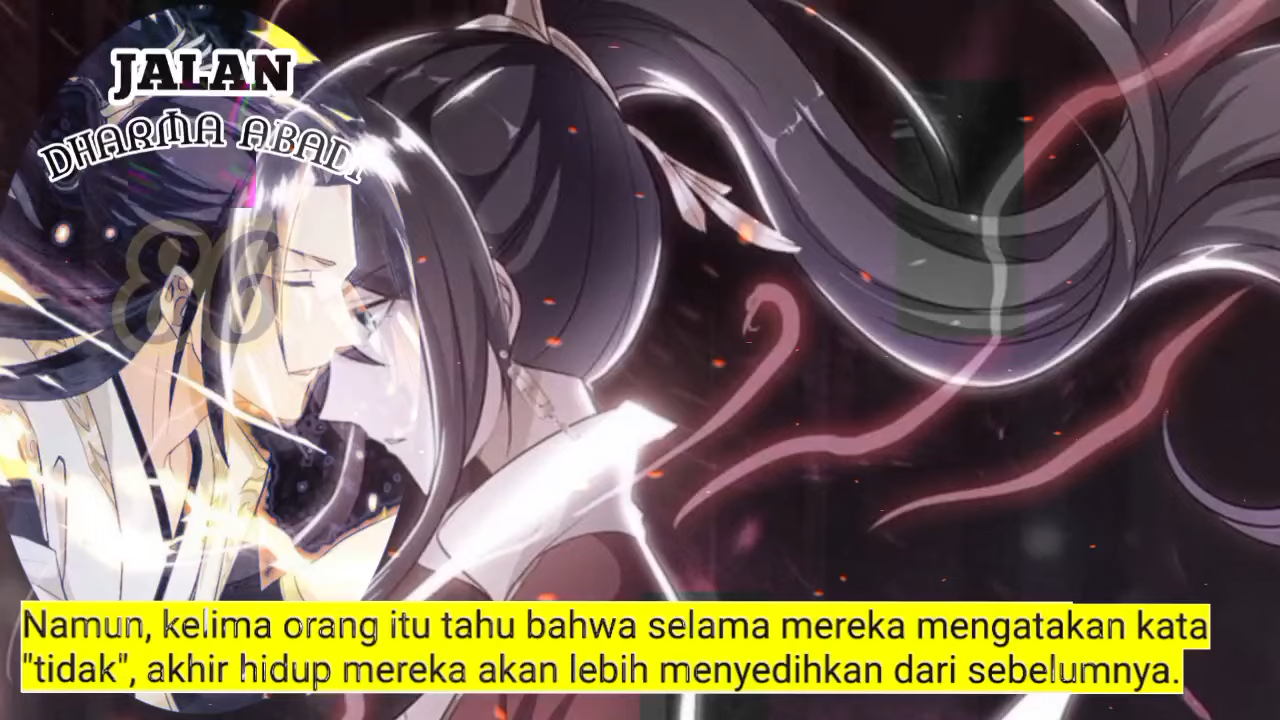 JALAN
DHARMA ABADI
86
Namun, kelima orang itu tahu bahwa selama mereka mengatakan kata
"tidak", akhir hidup mereka akan lebih menyedihkan dari sebelumnya.